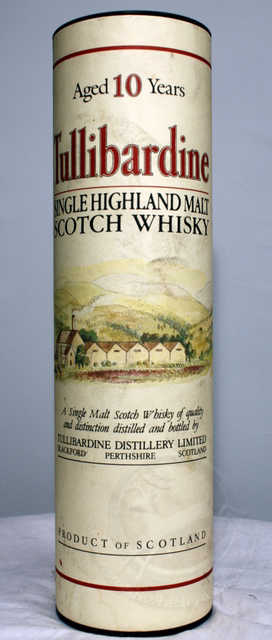 Aged 10 Years
Tullibardine
SINGLE HIGHLAND MALT
SCOTCH WHISKY
A Single Malt Scotch Whisky of quality
and distinction distilled and bottled by
TULLIBARDINE DISTILLERY LIMITED
BLACKFORD PERTHSHIRE SCOTLAND
PRODUCT OF SCOTLAND